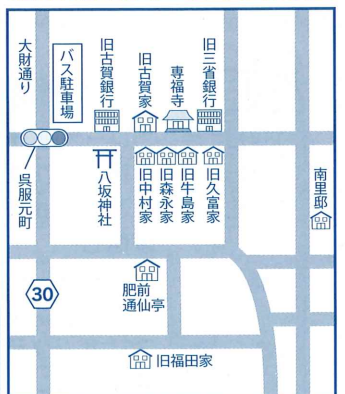 大財通り
バス駐車場
旧古賀銀行
旧古賀家
専福寺
旧三省銀行
呉服元町
八坂神社
旧中村家
旧森永家
旧牛島家
旧久富家
南里邸
30
肥前
通仙亭
旧福田家